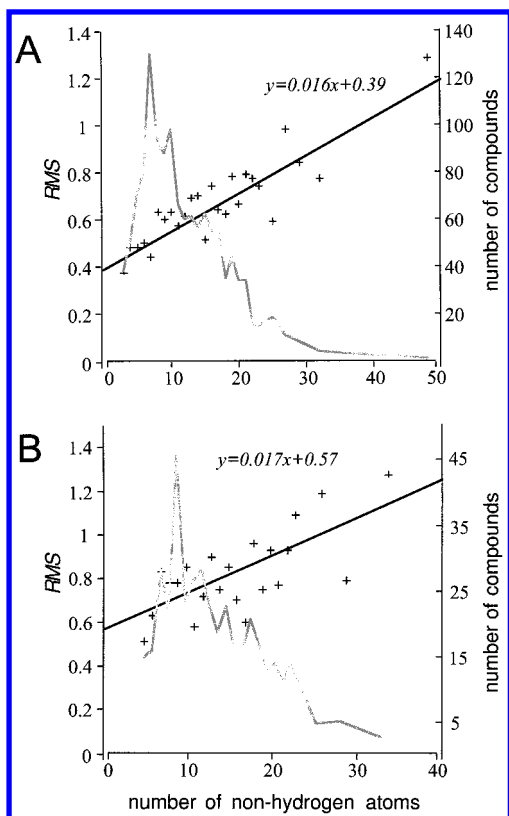 A
1.4
1.2
1
0.8
0.6
0.4
0.2
0
RMS
y=0.016x+0.39
140
120
100
80
60
40
20
number of compounds
0 10 20 30 40 50
B
1.4
1.2
1
0.8
0.6
0.4
0.2
0
RMS
y=0.017x+0.57
45
35
25
15
5
number of compounds
0 10 20 30 40
number of non-hydrogen atoms